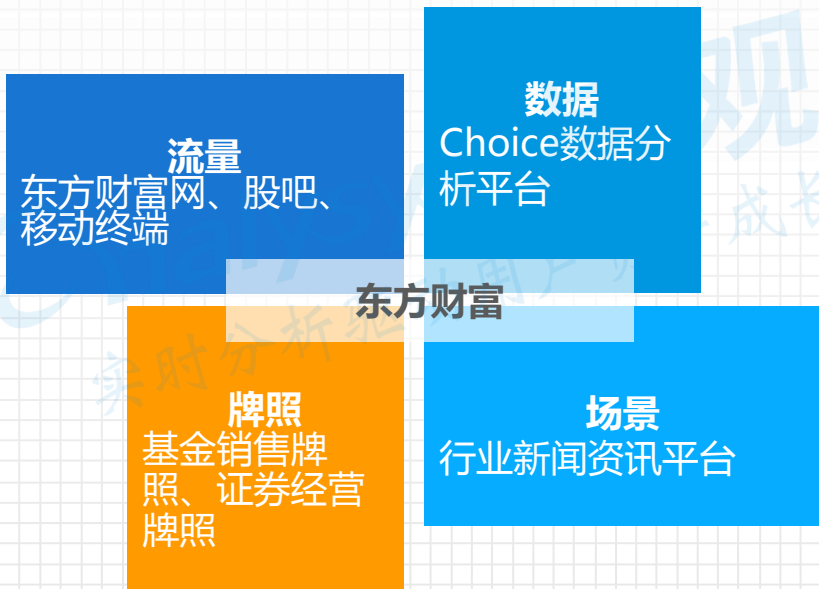 流量
东方财富网、股吧、
移动终端
数据
Choice数据分
析平台
东方财富
牌照
基金销售牌
照、证券经营
牌照
场景
行业新闻资讯平台